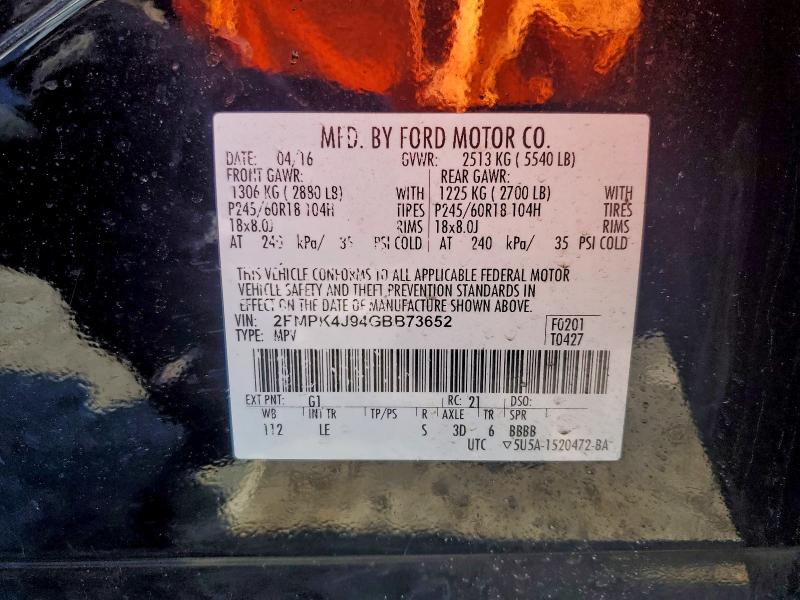 MFD. BY FORD MOTOR CO.
DATE: 04/16 GVWR: 2513 KG ( 5540 LB)
FRONT GAWR: REAR GAWR:
1306 KG ( 2880 LB) WITH 1225 KG ( 2700 LB) WITH
P245/60R18 104H TIRES P245/60R18 104H TIRES
18x8.0J RIMS 18x8.0J RIMS
AT 240 kPa/ 35 PSI COLD AT 240 kPa/ 35 PSI COLD
THIS VEHICLE CONFORMS TO ALL APPLICABLE FEDERAL MOTOR
VEHICLE SAFETY AND THEFT PREVENTION STANDARDS IN
EFFECT ON THE DATE OF MANUFACTURE SHOWN ABOVE.
VIN: 2FMPK4J94GBB73652 F0201
TYPE: MPV T0427
EXT PNT: G1 RC: 21 DSO:
WB INT TR TP/PS R AXLE TR SPR
112 LE S 3D 6 BBBB
UTC ▽5U5A-1520472-BA